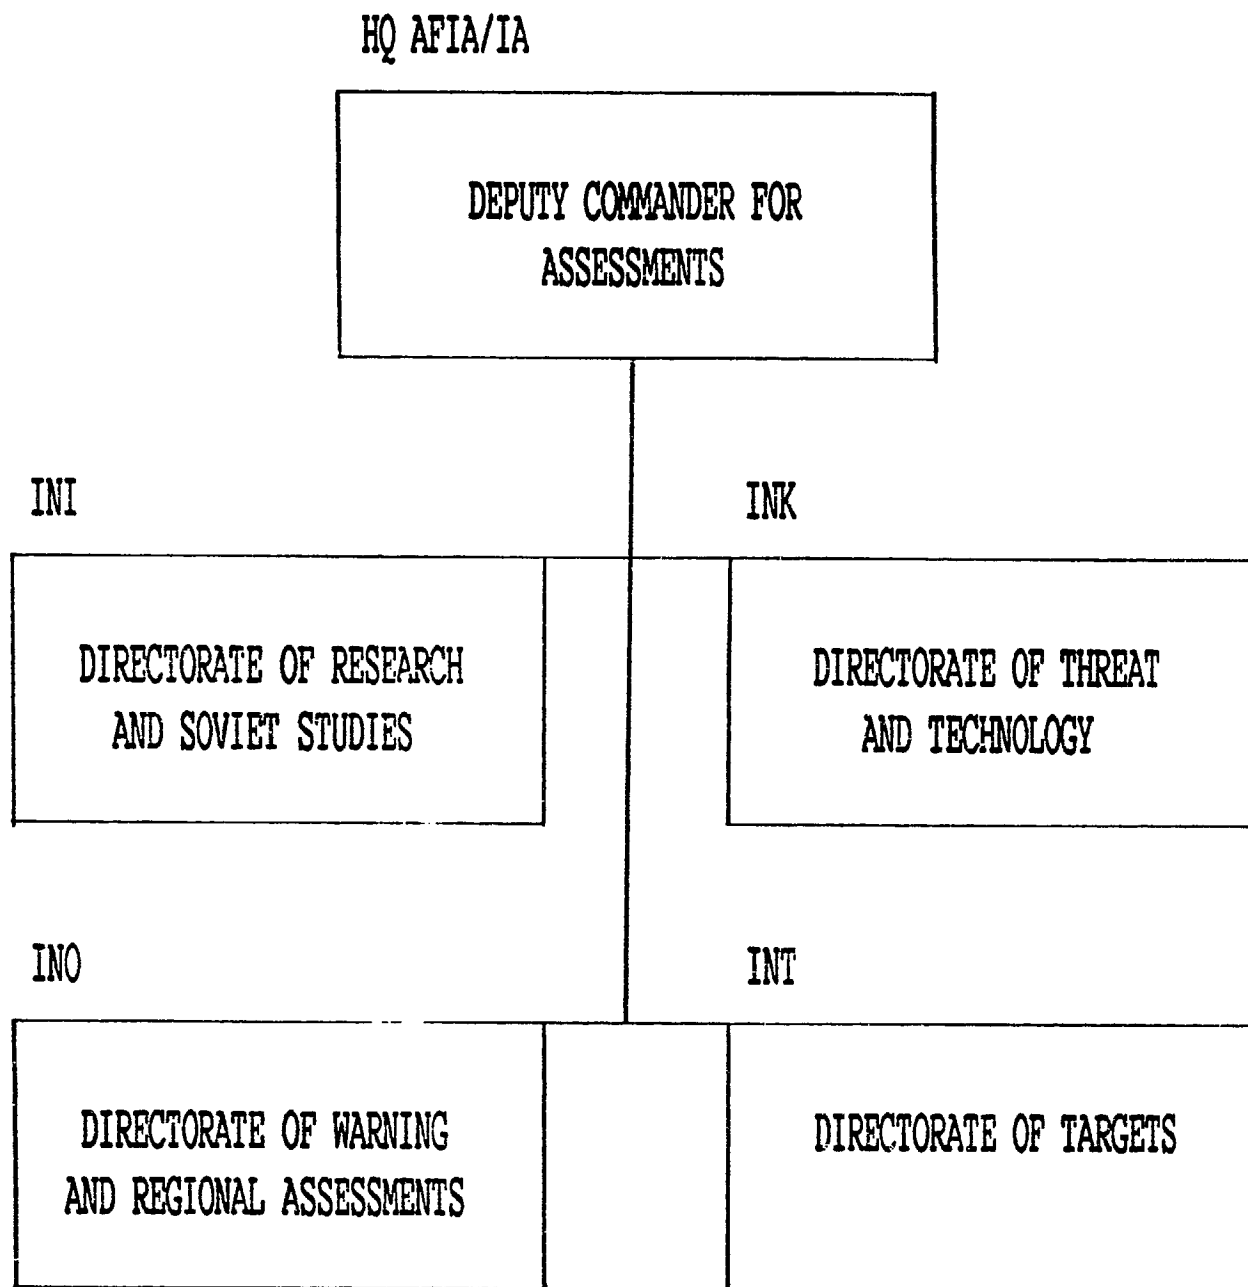 HQ AFIA/IA
DEPUTY COMMANDER FOR
ASSESSMENTS
INI
INK
DIRECTORATE OF RESEARCH
AND SOVIET STUDIES
DIRECTORATE OF THREAT
AND TECHNOLOGY
INO
INT
DIRECTORATE OF WARNING
AND REGIONAL ASSESSMENTS
DIRECTORATE OF TARGETS